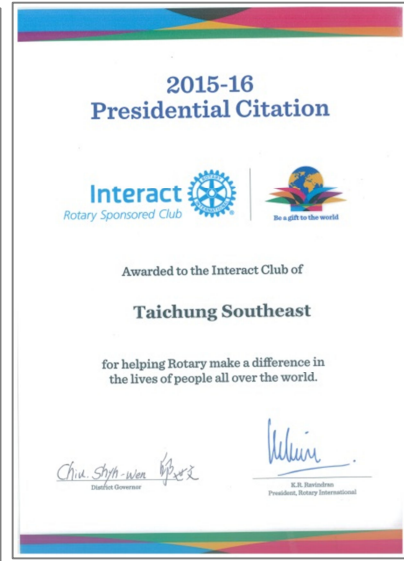 2015-16
Presidential Citation
Interact
Rotary Sponsored Club
Be a gift to the world
Awarded to the Interact Club of
Taichung Southeast
for helping Rotary make a difference in
the lives of people all over the world.
Chiu. Shyh-wen
District Governor
K.R. Ravindran
President, Rotary International